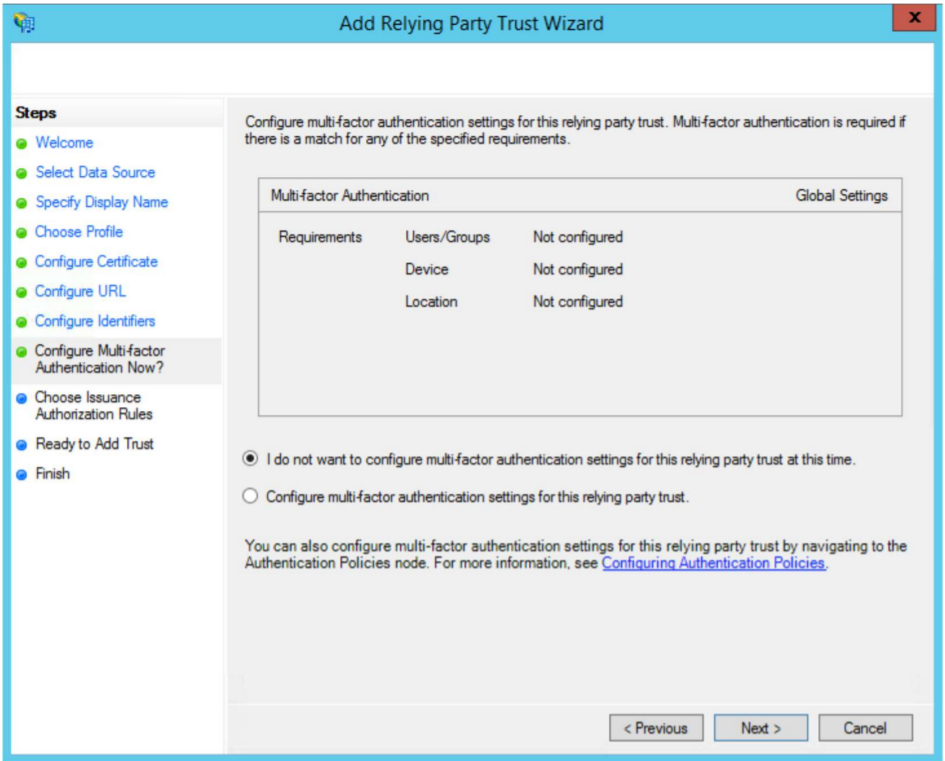 Add Relying Party Trust Wizard
x
Steps
Welcome
Select Data Source
Specify Display Name
Choose Profile
Configure Certificate
Configure URL
Configure Identifiers
Configure Multi-factor
Authentication Now?
Choose Issuance
Authorization Rules
Ready to Add Trust
Finish
Configure multi-factor authentication settings for this relying party trust. Multi-factor authentication is required if
there is a match for any of the specified requirements.
Multi-factor Authentication Global Settings
Requirements Users/Groups Not configured
Device Not configured
Location Not configured
I do not want to configure multi-factor authentication settings for this relying party trust at this time.
Configure multi-factor authentication settings for this relying party trust.
You can also configure multi-factor authentication settings for this relying party trust by navigating to the
Authentication Policies node. For more information, see Configuring Authentication Policies.
< Previous Next > Cancel